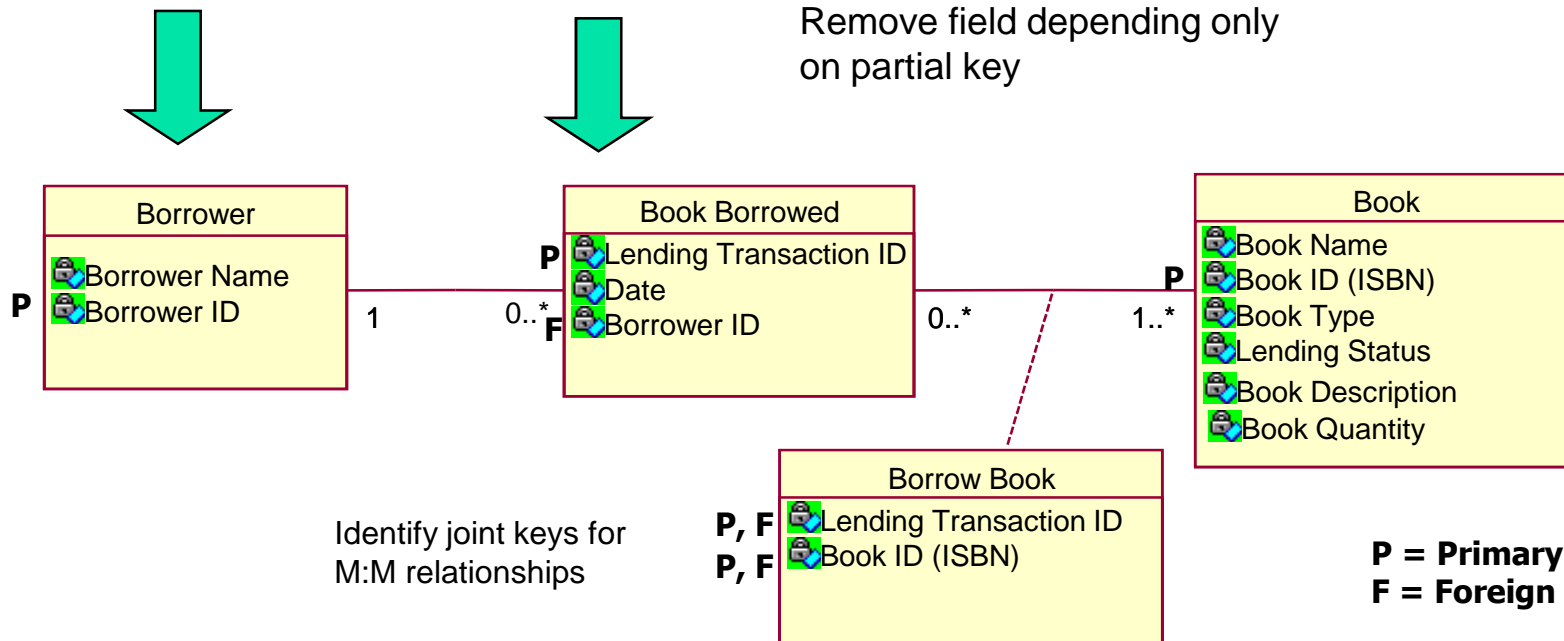 Remove field depending only
on partial key
Borrower
Borrower Name
P Borrower ID
1
0..*
Book Borrowed
P Lending Transaction ID
Date
F Borrower ID
0..*
1..*
Book
Book Name
P Book ID (ISBN)
Book Type
Lending Status
Book Description
Book Quantity
Borrow Book
P, F Lending Transaction ID
P, F Book ID (ISBN)
Identify joint keys for
M:M relationships
P = Primary
F = Foreign